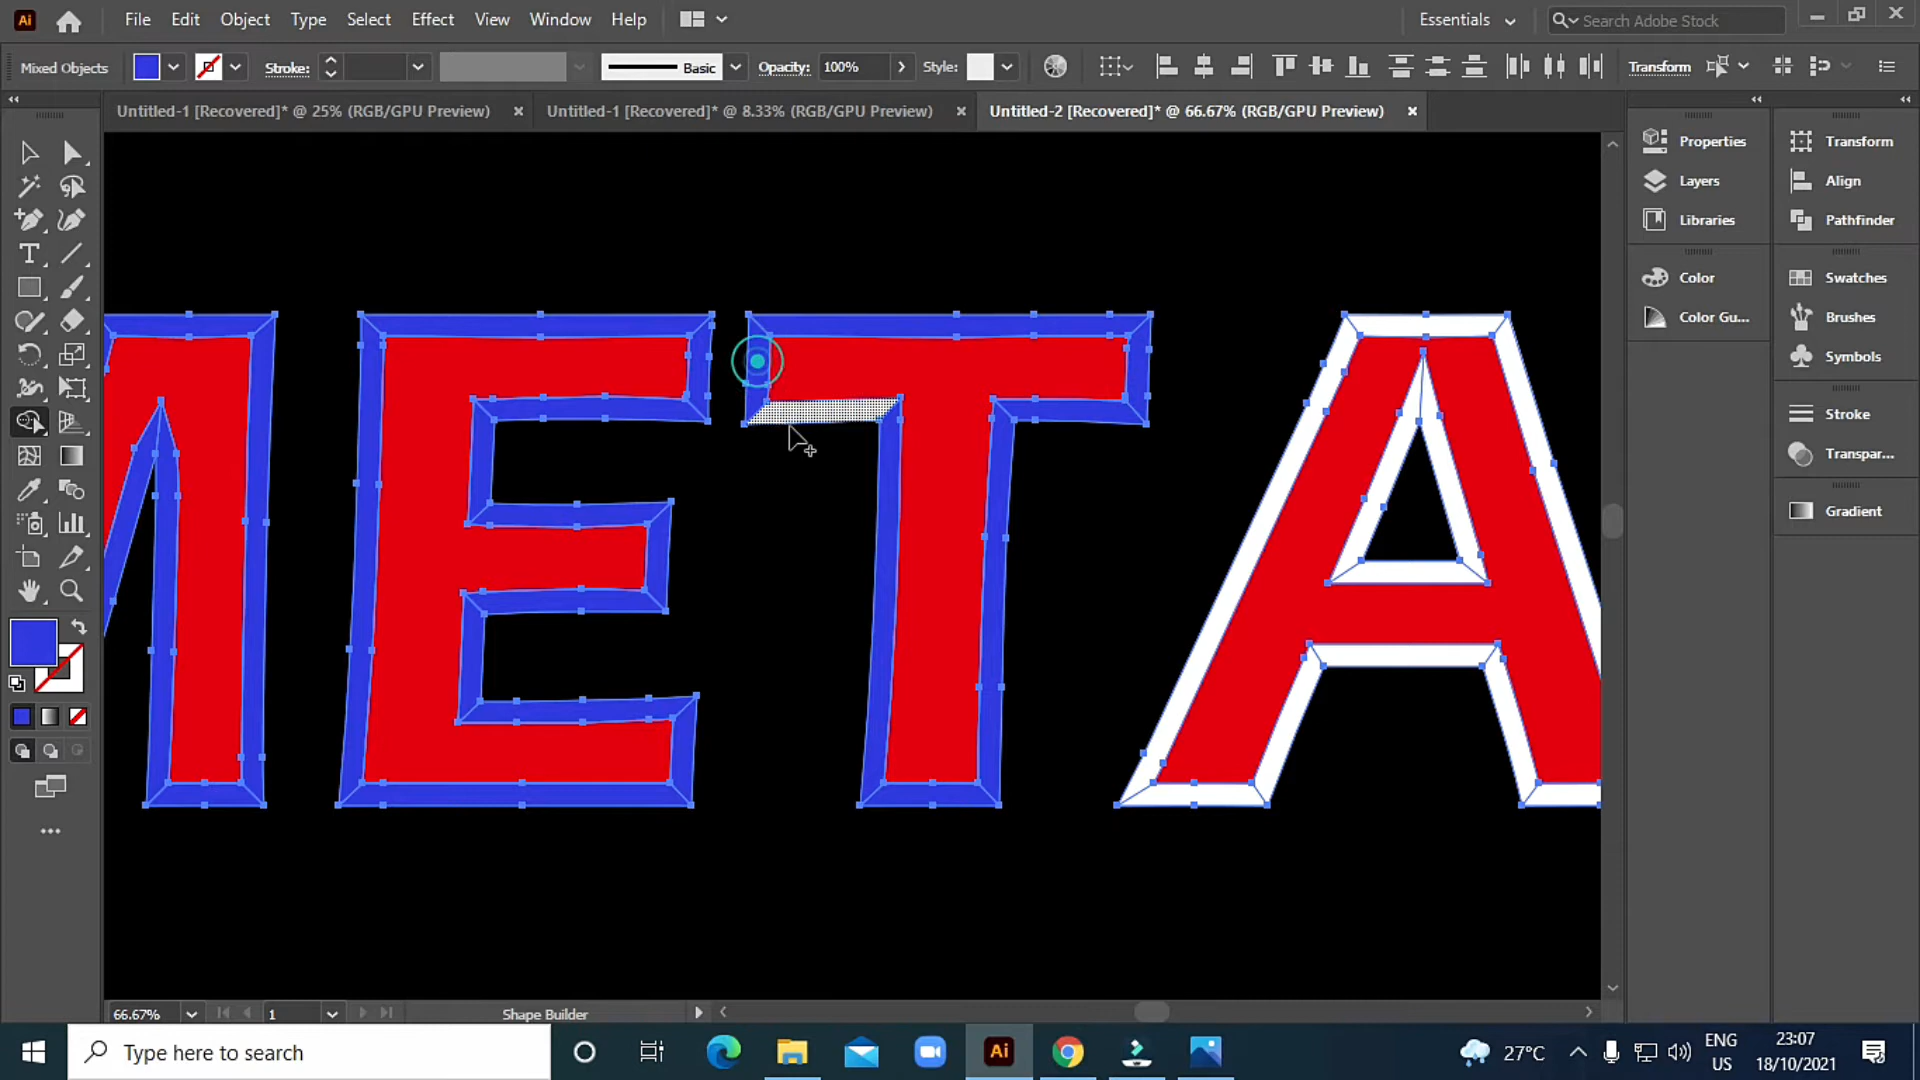 Ai File Edit Object Type Select Effect View Window Help Essentials Search Adobe Stock
Mixed Objects Stroke: Basic Opacity: 100% Style: Transform
Untitled-1 [Recovered]* @ 25% (RGB/GPU Preview) Untitled-1 [Recovered]* @ 8.33% (RGB/GPU Preview) Untitled-2 [Recovered]* @ 66.67% (RGB/GPU Preview)
Properties Transform
Layers Align
Libraries Pathfinder
Color Swatches
Color Gu... Brushes
Symbols
Stroke
Transpar...
Gradient
META
66.67% 1 Shape Builder
Type here to search Ai 27°C ENG 23:07
US 18/10/2021